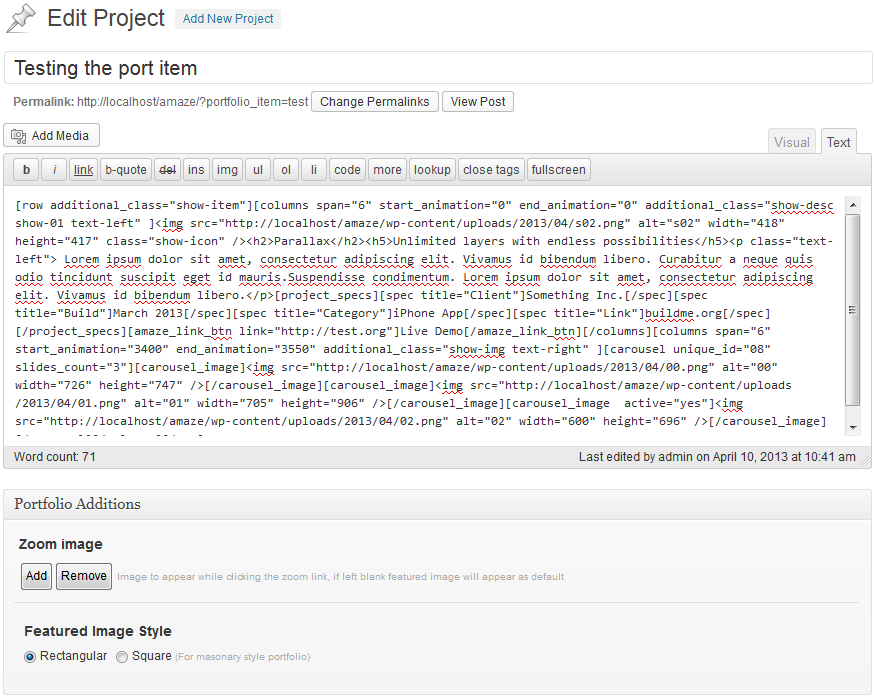 Edit Project Add New Project
Testing the port item
Permalink: http://localhost/amaze/?portfolio_item=test Change Permalinks View Post
Add Media
Visual Text
b i link b-quote del ins img ul ol li code more lookup close tags fullscreen
[row additional_class="show-item"][columns span="6" start_animation="0" end_animation="0" additional_class="show-desc
show-01 text-left" ]<img src="http://localhost/amaze/wp-content/uploads/2013/04/s02.png" alt="s02" width="418"
height="417" class="show-icon" /><h2>Parallax</h2><h5>Unlimited layers with endless possibilities</h5><p class="text-
left"> Lorem ipsum dolor sit amet, consectetur adipiscing elit. Vivamus id bibendum libero. Curabitur a neque quis
odio tincidunt suscipit eget id mauris.Suspendisse condimentum. Lorem ipsum dolor sit amet, consectetur adipiscing
elit. Vivamus id bibendum libero.</p>[project_specs][spec title="Client"]Something Inc.[/spec][spec
title="Build"]March 2013[/spec][spec title="Category"]iPhone App[/spec][spec title="Link"]buildme.org[/spec]
[/project_specs][amaze_link_btn link="http://test.org"]Live Demo[/amaze_link_btn][/columns][columns span="6"
start_animation="3400" end_animation="3550" additional_class="show-img text-right" ][carousel unique_id="08"
slides_count="3"][carousel_image]<img src="http://localhost/amaze/wp-content/uploads/2013/04/00.png" alt="00"
width="726" height="747" />[/carousel_image][carousel_image]<img src="http://localhost/amaze/wp-content/uploads
/2013/04/01.png" alt="01" width="705" height="906" />[/carousel_image][carousel_image  active="yes"]<img
src="http://localhost/amaze/wp-content/uploads/2013/04/02.png" alt="02" width="600" height="696" />[/carousel_image]
Word count: 71 Last edited by admin on April 10, 2013 at 10:41 am
Portfolio Additions
Zoom image
Add Remove Image to appear while clicking the zoom link, if left blank featured image will appear as default
Featured Image Style
Rectangular Square (For masonary style portfolio)